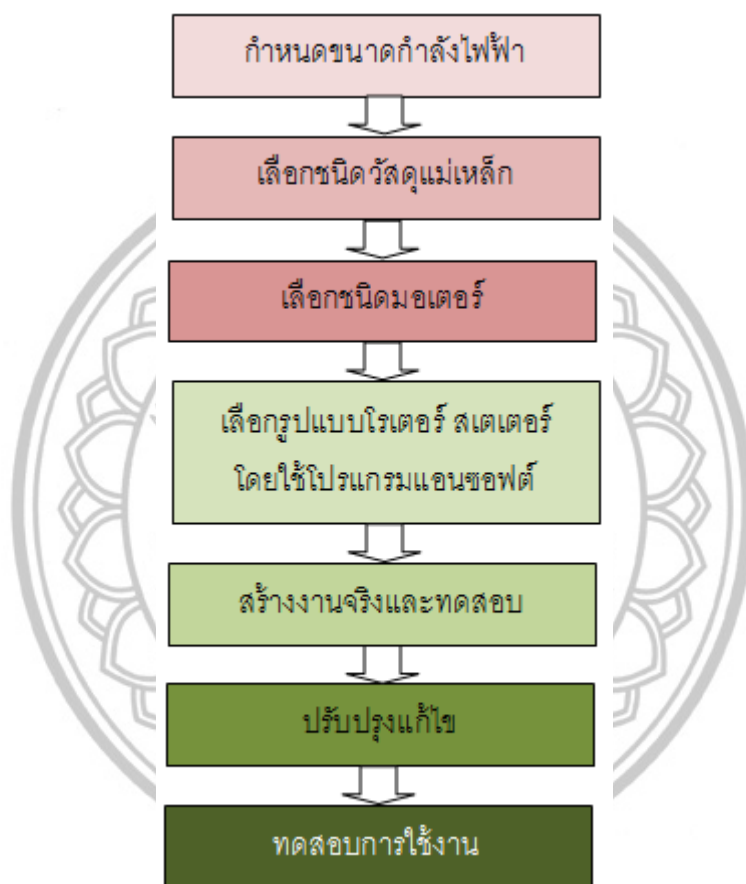 กำหนดขนาดกำลังไฟฟ้า
เลือกชนิดวัสดุแม่เหล็ก
เลือกชนิดมอเตอร์
เลือกรูปแบบโรเตอร์ สเตเตอร์
โดยใช้โปรแกรมแอนซอฟต์
สร้างงานจริงและทดสอบ
ปรับปรุงแก้ไข
ทดสอบการใช้งาน